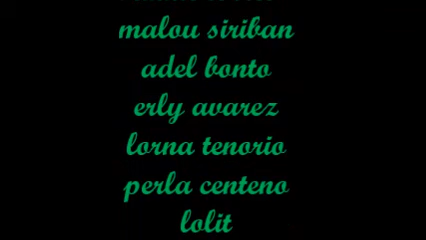 malou siriban
adel bonto
erly avarez
lorna tenorio
perla centeno
lolit